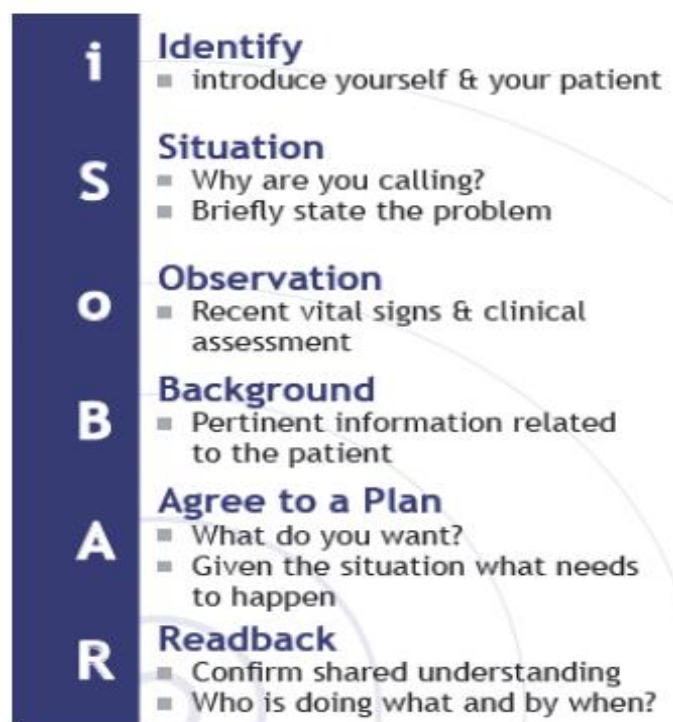 i
Identify
introduce yourself & your patient
S
Situation
Why are you calling?
Briefly state the problem
o
Observation
Recent vital signs & clinical
assessment
B
Background
Pertinent information related
to the patient
A
Agree to a Plan
What do you want?
Given the situation what needs
to happen
R
Readback
Confirm shared understanding
Who is doing what and by when?